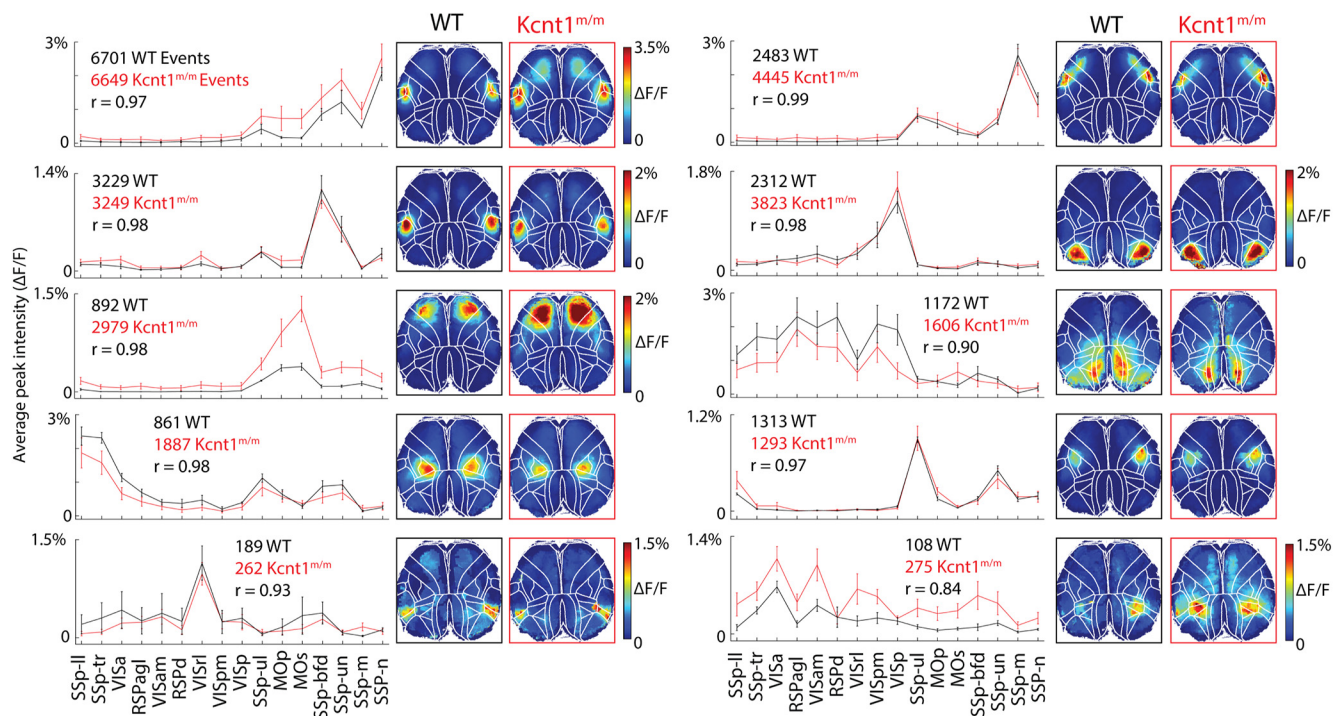 WT
Kcnt1m/m
WT
Kcnt1m/m
Average peak intensity (ΔF/F)
3%
0
6701 WT Events
6649 Kcnt1m/m Events
r = 0.97
3.5%
ΔF/F
0
1.4%
0
3229 WT
3249 Kcnt1m/m
r = 0.98
2%
ΔF/F
0
1.5%
0
892 WT
2979 Kcnt1m/m
r = 0.98
2%
ΔF/F
0
3%
0
861 WT
1887 Kcnt1m/m
r = 0.98
1.5%
0
189 WT
262 Kcnt1m/m
r = 0.93
1.5%
ΔF/F
0
SSp-ll
SSp-tr
VISa
RSPagl
VISam
RSPd
VISrl
VISpm
VISp
SSp-ul
MOp
MOs
SSp-bfd
SSp-un
SSp-m
SSP-n
3%
0
2483 WT
4445 Kcnt1m/m
r = 0.99
1.8%
0
2312 WT
3823 Kcnt1m/m
r = 0.98
2%
ΔF/F
0
3%
0
1172 WT
1606 Kcnt1m/m
r = 0.90
1.2%
0
1313 WT
1293 Kcnt1m/m
r = 0.97
1.4%
0
108 WT
275 Kcnt1m/m
r = 0.84
1.5%
ΔF/F
0
SSp-ll
SSp-tr
VISa
RSPagl
VISam
RSPd
VISrl
VISpm
VISp
SSp-ul
MOp
MOs
SSp-bfd
SSp-un
SSp-m
SSP-n